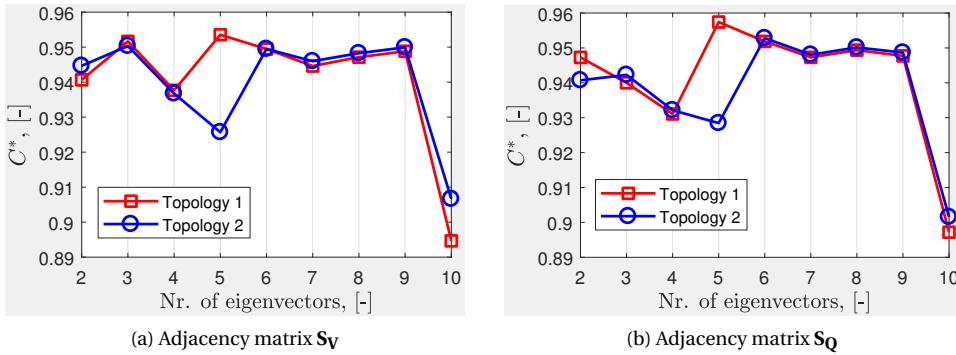 0.96
0.95
0.94
0.93
0.92
0.91
0.9
0.89
C*, [-]
Topology 1
Topology 2
2 3 4 5 6 7 8 9 10
Nr. of eigenvectors, [-]
(a) Adjacency matrix S_V
0.96
0.95
0.94
0.93
0.92
0.91
0.9
0.89
C*, [-]
Topology 1
Topology 2
2 3 4 5 6 7 8 9 10
Nr. of eigenvectors, [-]
(b) Adjacency matrix S_Q